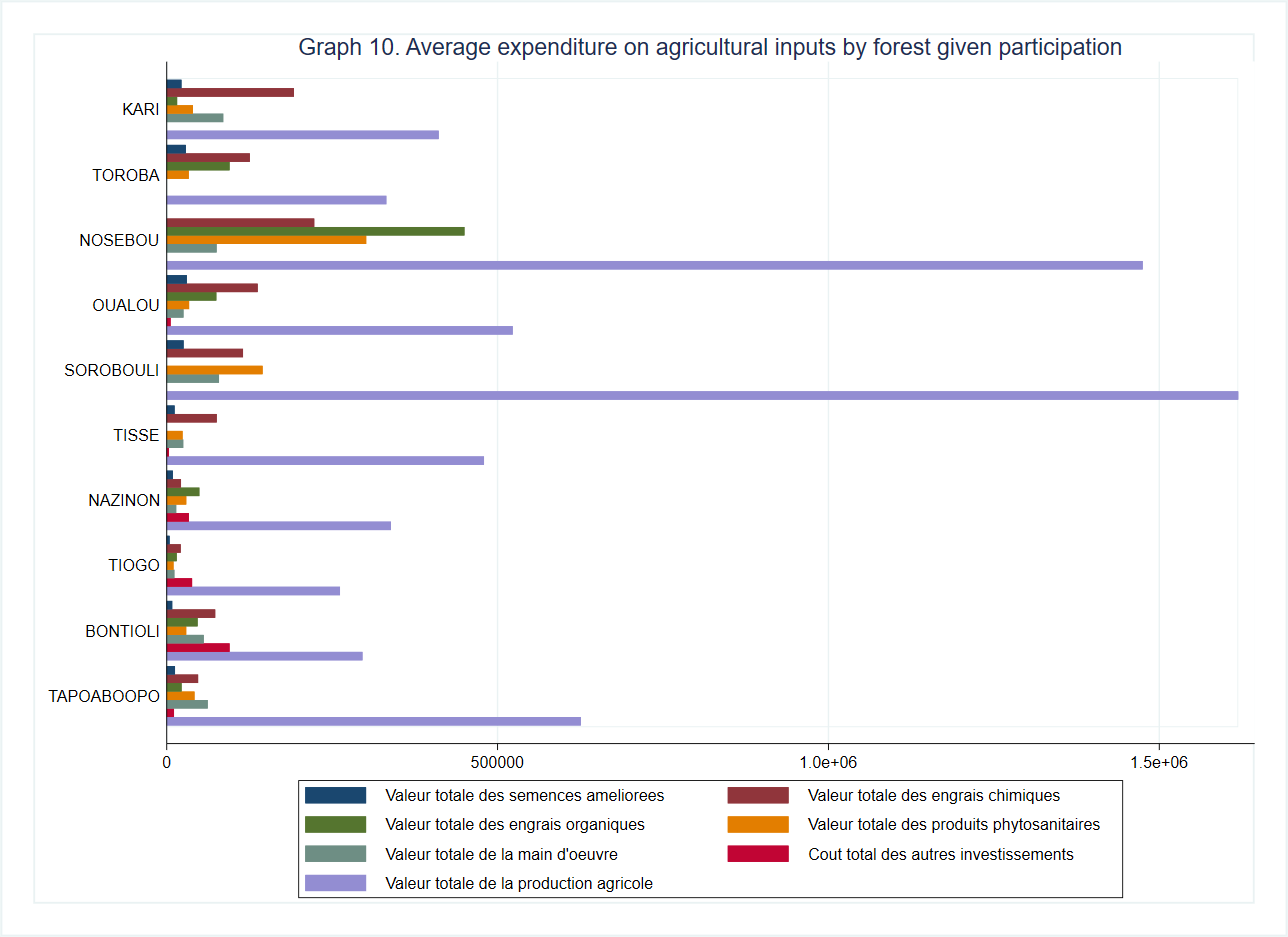 Graph 10. Average expenditure on agricultural inputs by forest given participation
KARI
TOROBA
NOSEBOU
OUALOU
SOROBOULI
TISSE
NAZINON
TIOGO
BONTIOLI
TAPOABOOPO
0 500000 1.0e+06 1.5e+06
Valeur totale des semences ameliorees Valeur totale des engrais chimiques
Valeur totale des engrais organiques Valeur totale des produits phytosanitaires
Valeur totale de la main d'oeuvre Cout total des autres investissements
Valeur totale de la production agricole